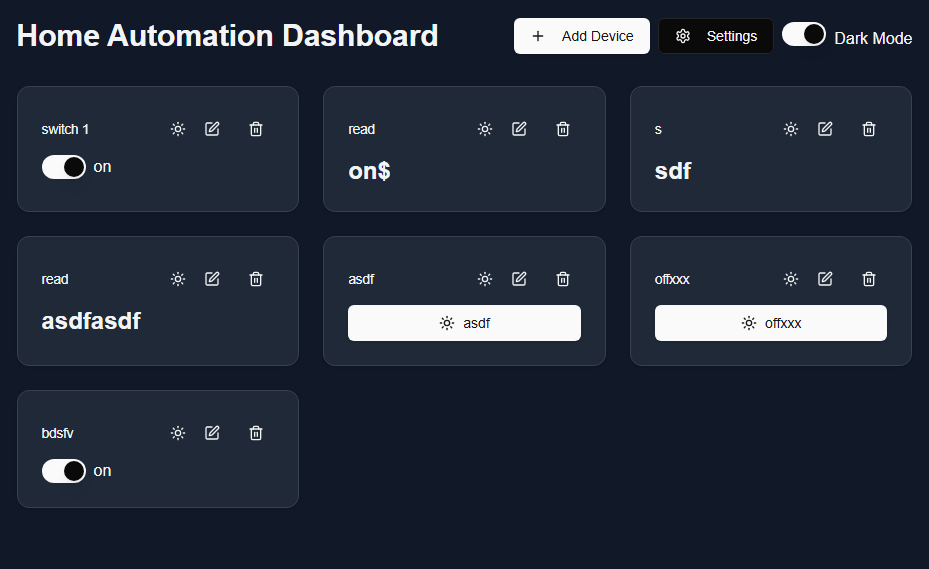 Home Automation Dashboard
Add Device
Settings
Dark Mode
switch 1
on
read
on$
s
sdf
read
asdfasdf
asdf
asdf
offxxx
offxxx
bdsfv
on